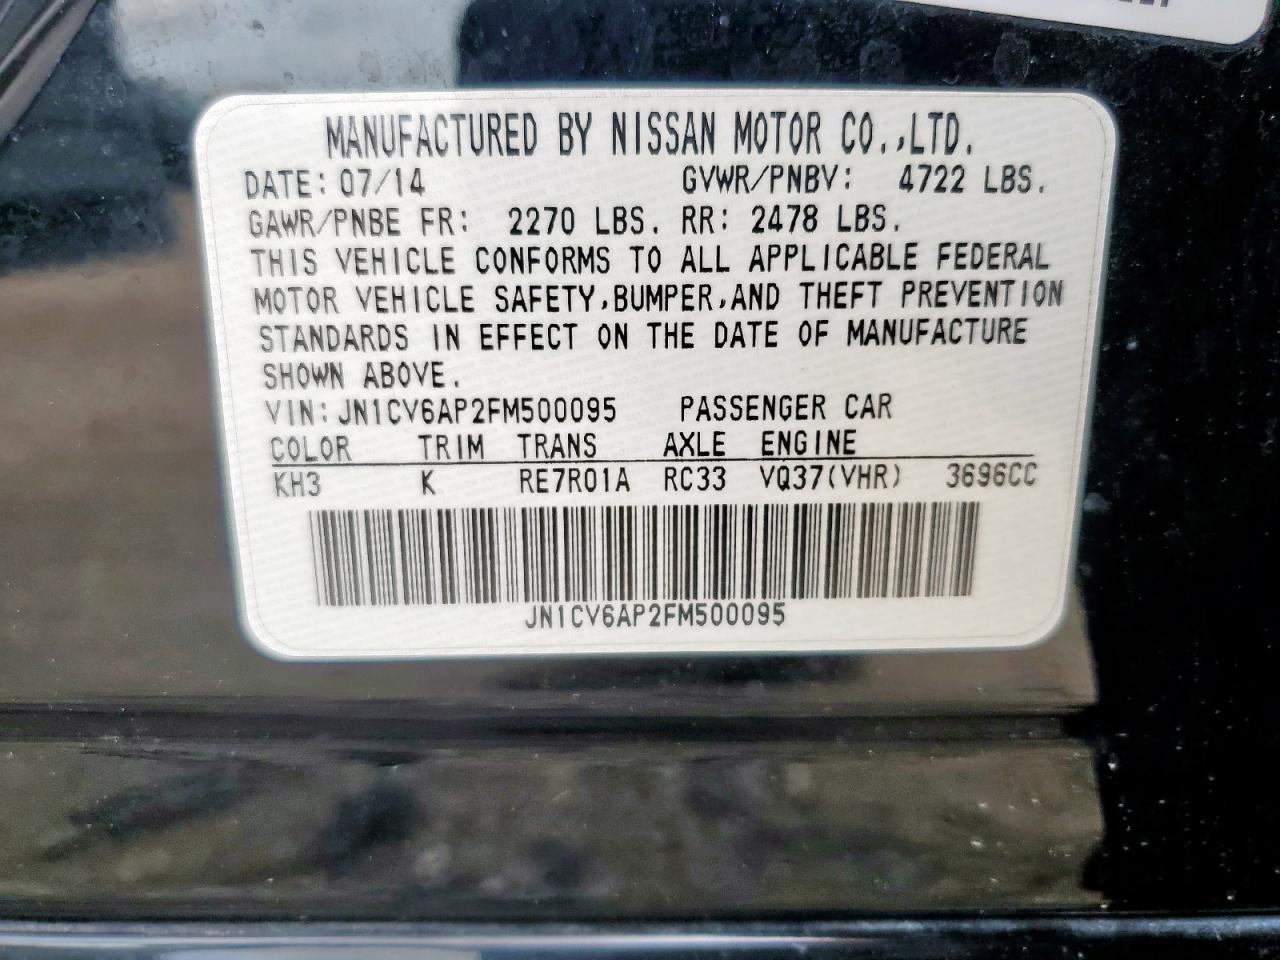 MANUFACTURED BY NISSAN MOTOR CO.,LTD.
DATE: 07/14 GVWR/PNBV: 4722 LBS.
GAWR/PNBE FR: 2270 LBS. RR: 2478 LBS.
THIS VEHICLE CONFORMS TO ALL APPLICABLE FEDERAL
MOTOR VEHICLE SAFETY,BUMPER,AND THEFT PREVENTION
STANDARDS IN EFFECT ON THE DATE OF MANUFACTURE
SHOWN ABOVE.
VIN: JN1CV6AP2FM500095 PASSENGER CAR
COLOR TRIM TRANS AXLE ENGINE
KH3 K RE7R01A RC33 VQ37(VHR) 3696CC
JN1CV6AP2FM500095